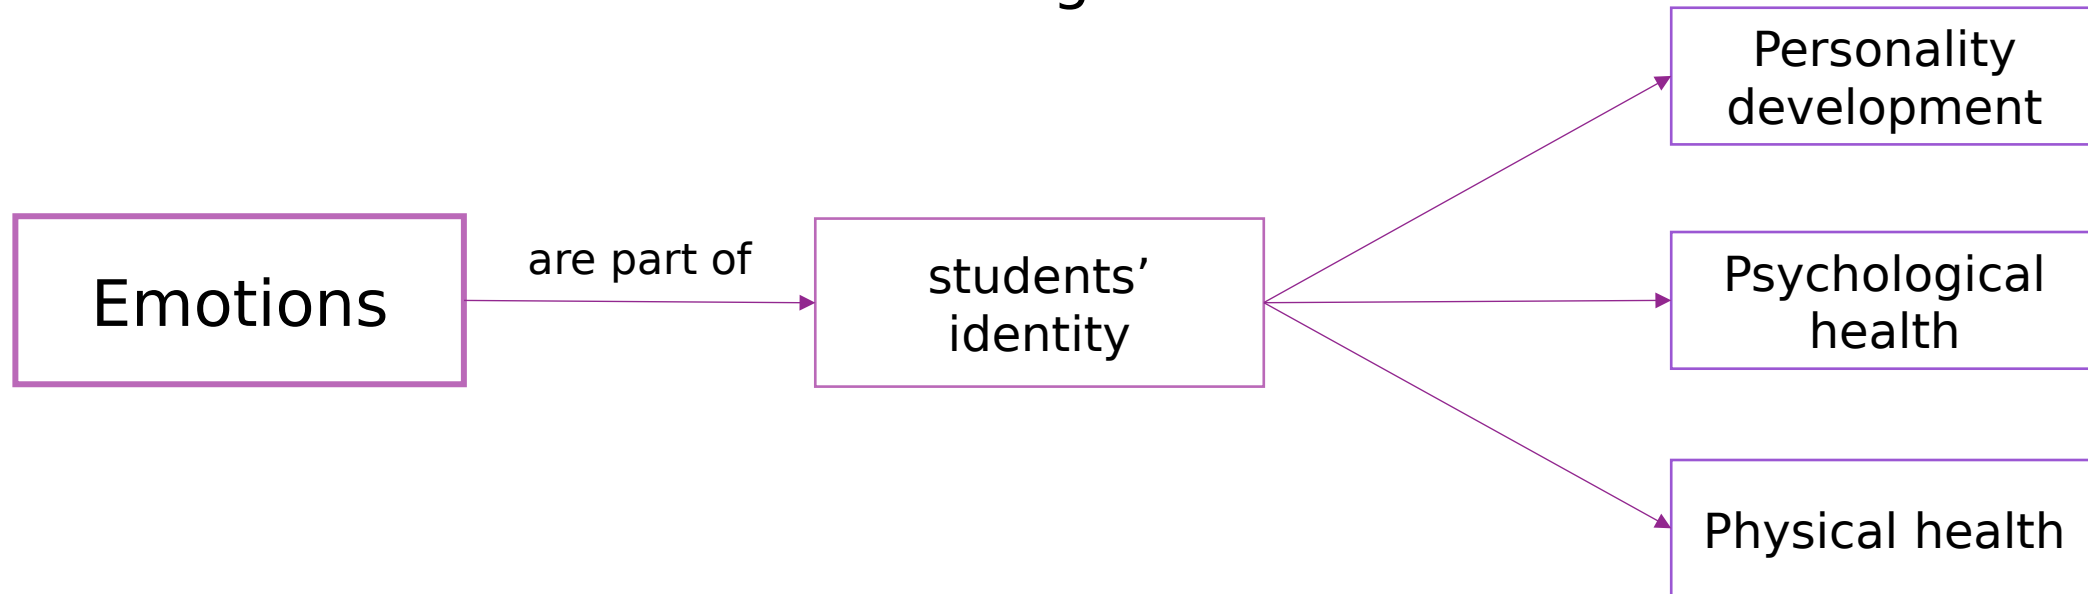 Emotions
are part of
students’
identity
Personality
development
Psychological
health
Physical health